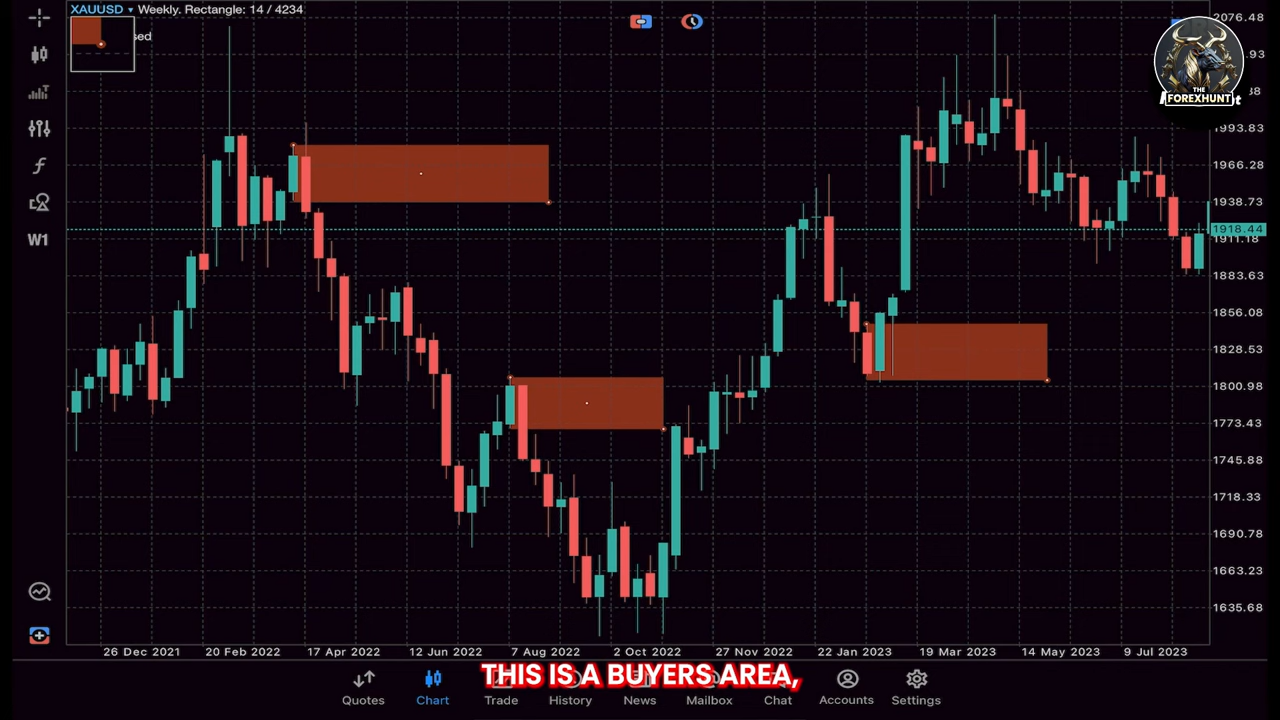 XAUUSD ▾ Weekly. Rectangle: 14 / 4234
sed
2076.48
.93
38
1993.83
1966.28
1938.73
1918.44
1911.18
1883.63
1856.08
1828.53
1800.98
1773.43
1745.88
1718.33
1690.78
1663.23
1635.68
THE
FOREXHUNT
f
W1
26 Dec 2021 20 Feb 2022 17 Apr 2022 12 Jun 2022 7 Aug 2022 2 Oct 2022 27 Nov 2022 22 Jan 2023 19 Mar 2023 14 May 2023 9 Jul 2023
THIS IS A BUYERS AREA,
Quotes Chart Trade History News Mailbox Chat Accounts Settings